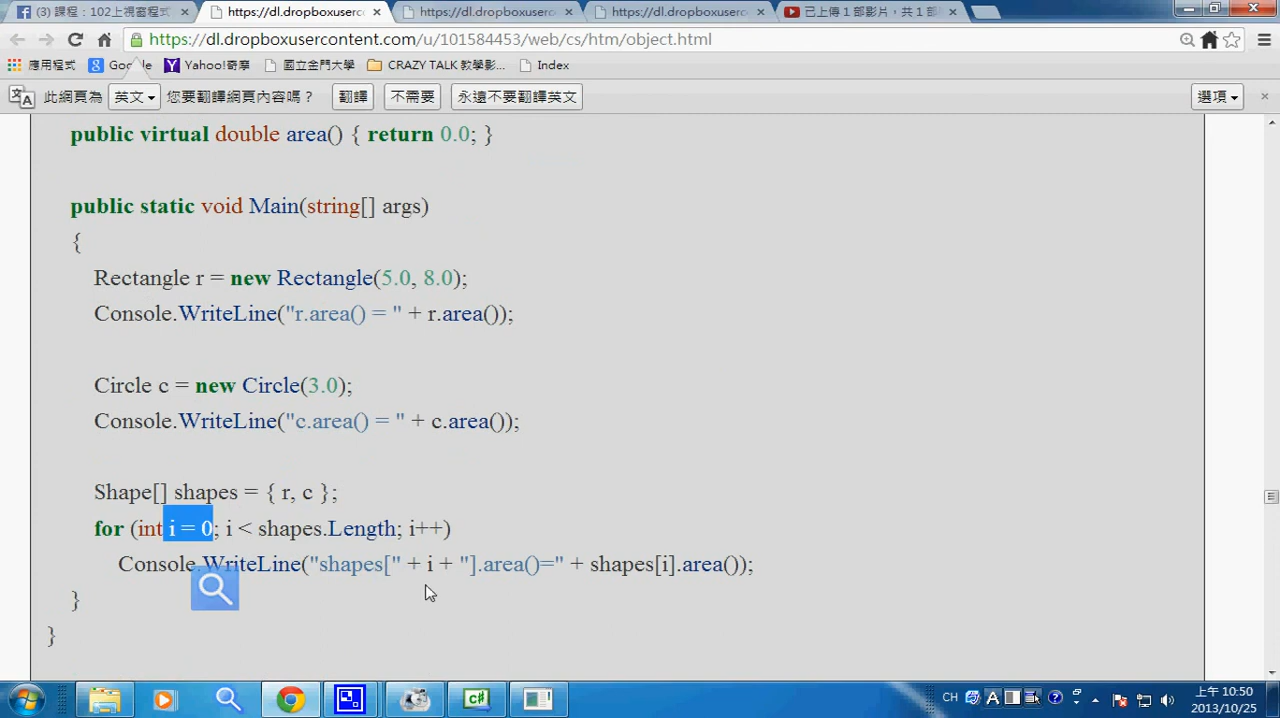 (3) 課程：102上視窗程式
https://dl.dropboxuserc
https://dl.dropboxuserc
https://dl.dropboxuserc
已上傳 1 部影片，共 1 部
https://dl.dropboxusercontent.com/u/101584453/web/cs/htm/object.html
應用程式
Yahoo!奇摩
國立金門大學
CRAZY TALK 教學影...
Index
此網頁為
英文
您要翻譯網頁內容嗎？
翻譯
不需要
永遠不要翻譯英文
選項
public virtual double area() { return 0.0; }
public static void Main(string[] args)
{
Rectangle r = new Rectangle(5.0, 8.0);
Console.WriteLine("r.area() = " + r.area());
Circle c = new Circle(3.0);
Console.WriteLine("c.area() = " + c.area());
Shape[] shapes = { r, c };
for (int i = 0; i < shapes.Length; i++)
Console.WriteLine("shapes[" + i + "].area()=" + shapes[i].area());
}
}
C#
CH
A
上午 10:50
2013/10/25